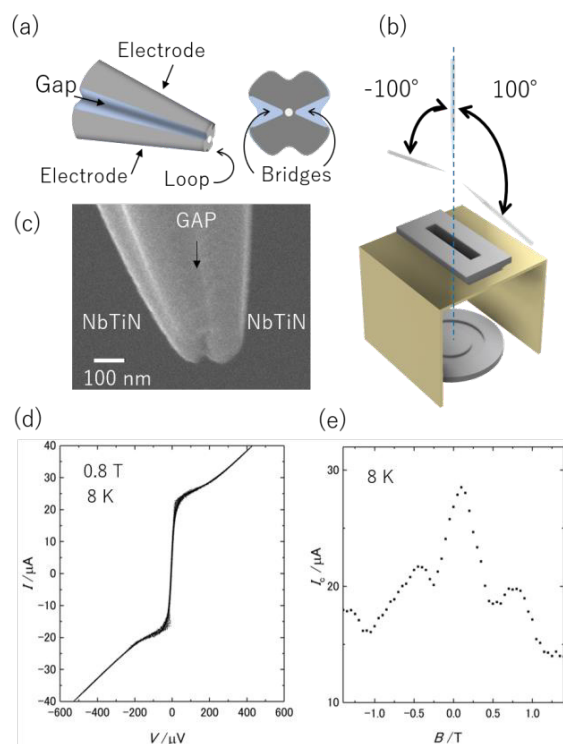 (a)
Electrode
Gap
Electrode
Loop
Bridges
(b)
-100°
100°
(c)
GAP
NbTiN
NbTiN
100 nm
(d)
0.8 T
8 K
40
30
20
10
0
-10
-20
-30
-40
I /μA
-600
-400
-200
0
200
400
600
V /μV
(e)
8 K
30
20
10
I_c /μA
-1.0
-0.5
0.0
0.5
1.0
B /T